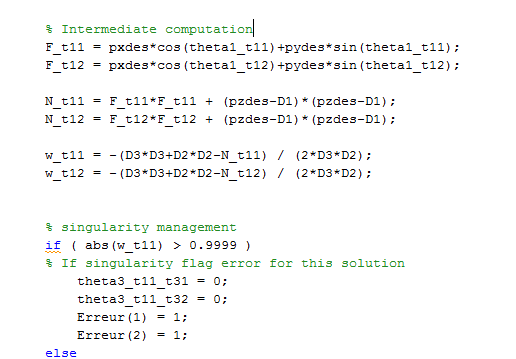 % Intermediate computation
F_t11 = pxdes*cos(theta1_t11)+pydes*sin(theta1_t11);
F_t12 = pxdes*cos(theta1_t12)+pydes*sin(theta1_t12);
N_t11 = F_t11*F_t11 + (pzdes-D1)*(pzdes-D1);
N_t12 = F_t12*F_t12 + (pzdes-D1)*(pzdes-D1);
w_t11 = -(D3*D3+D2*D2-N_t11) / (2*D3*D2);
w_t12 = -(D3*D3+D2*D2-N_t12) / (2*D3*D2);
% singularity management
if ( abs(w_t11) > 0.9999 )
% If singularity flag error for this solution
theta3_t11_t31 = 0;
theta3_t11_t32 = 0;
Erreur(1) = 1;
Erreur(2) = 1;
else